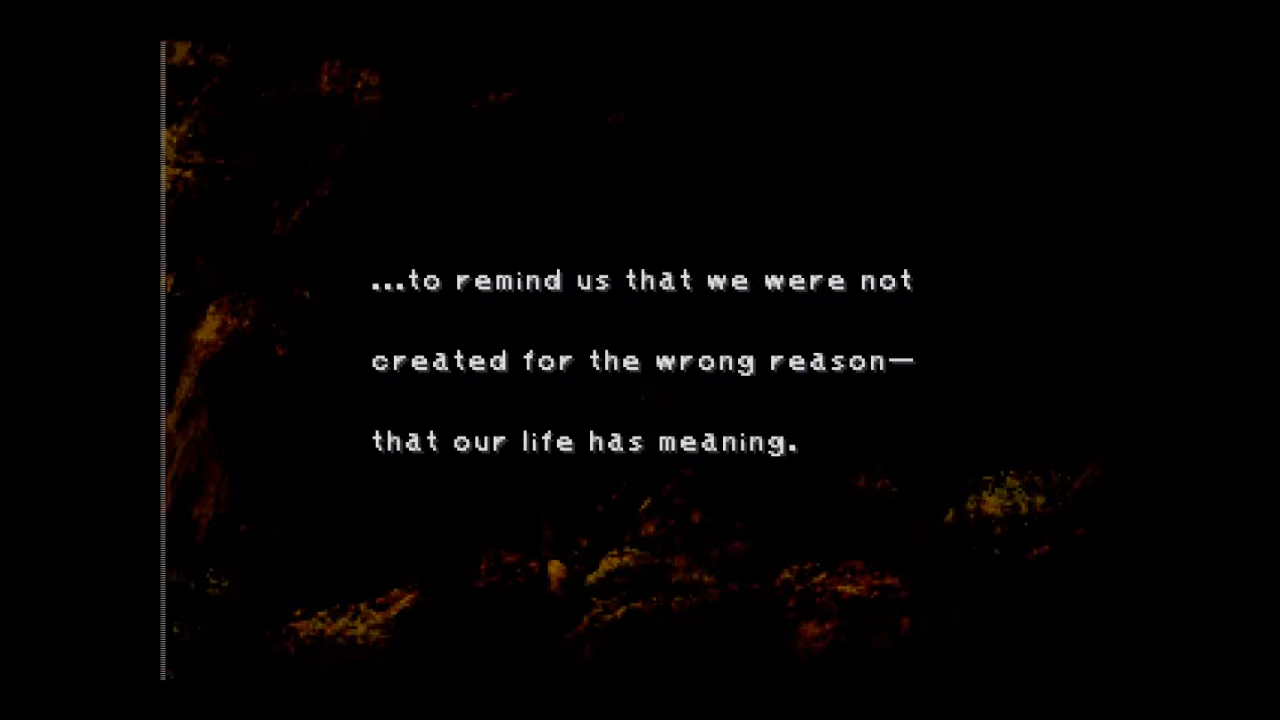 ...to remind us that we were not
created for the wrong reason—
that our life has meaning.